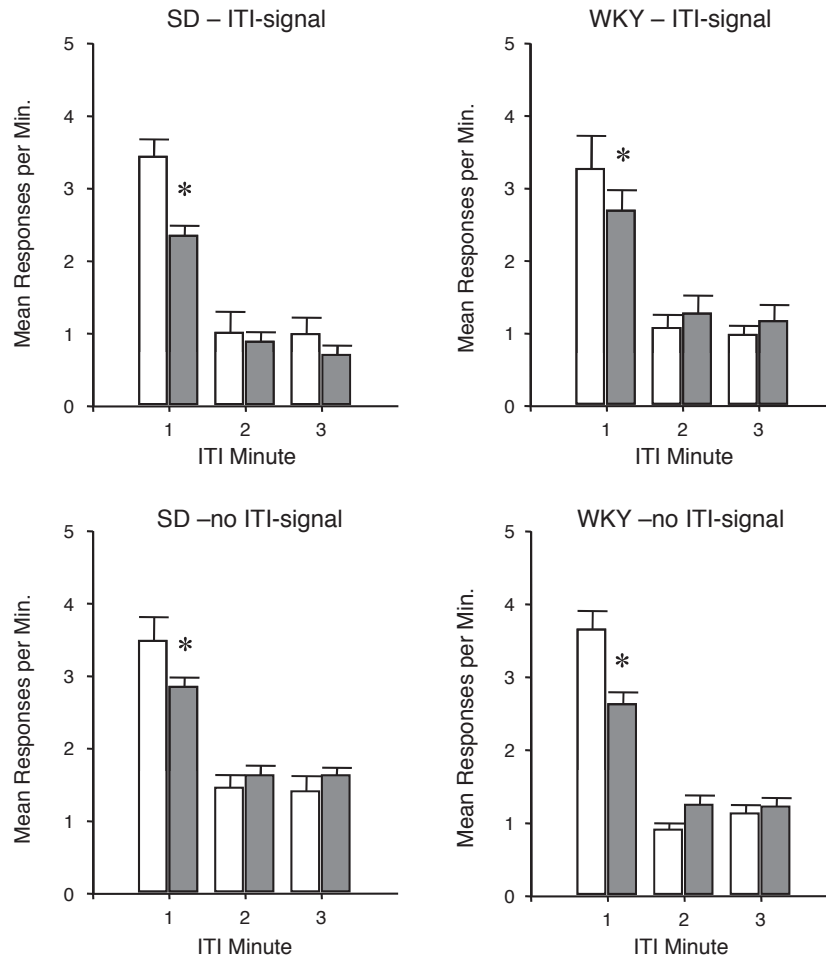 SD – ITI-signal
Mean Responses per Min.
5
4
3
2
1
0
*
1 2 3
ITI Minute
WKY – ITI-signal
Mean Responses per Min.
5
4
3
2
1
0
*
1 2 3
ITI Minute
SD –no ITI-signal
Mean Responses per Min.
5
4
3
2
1
0
*
1 2 3
ITI Minute
WKY –no ITI-signal
Mean Responses per Min.
5
4
3
2
1
0
*
1 2 3
ITI Minute